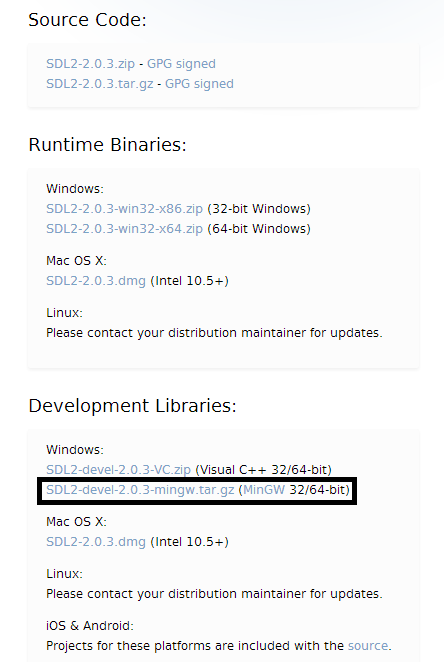 Source Code:
SDL2-2.0.3.zip - GPG signed
SDL2-2.0.3.tar.gz - GPG signed
Runtime Binaries:
Windows:
SDL2-2.0.3-win32-x86.zip (32-bit Windows)
SDL2-2.0.3-win32-x64.zip (64-bit Windows)
Mac OS X:
SDL2-2.0.3.dmg (Intel 10.5+)
Linux:
Please contact your distribution maintainer for updates.
Development Libraries:
Windows:
SDL2-devel-2.0.3-VC.zip (Visual C++ 32/64-bit)
SDL2-devel-2.0.3-mingw.tar.gz (MinGW 32/64-bit)
Mac OS X:
SDL2-2.0.3.dmg (Intel 10.5+)
Linux:
Please contact your distribution maintainer for updates.
iOS & Android:
Projects for these platforms are included with the source.